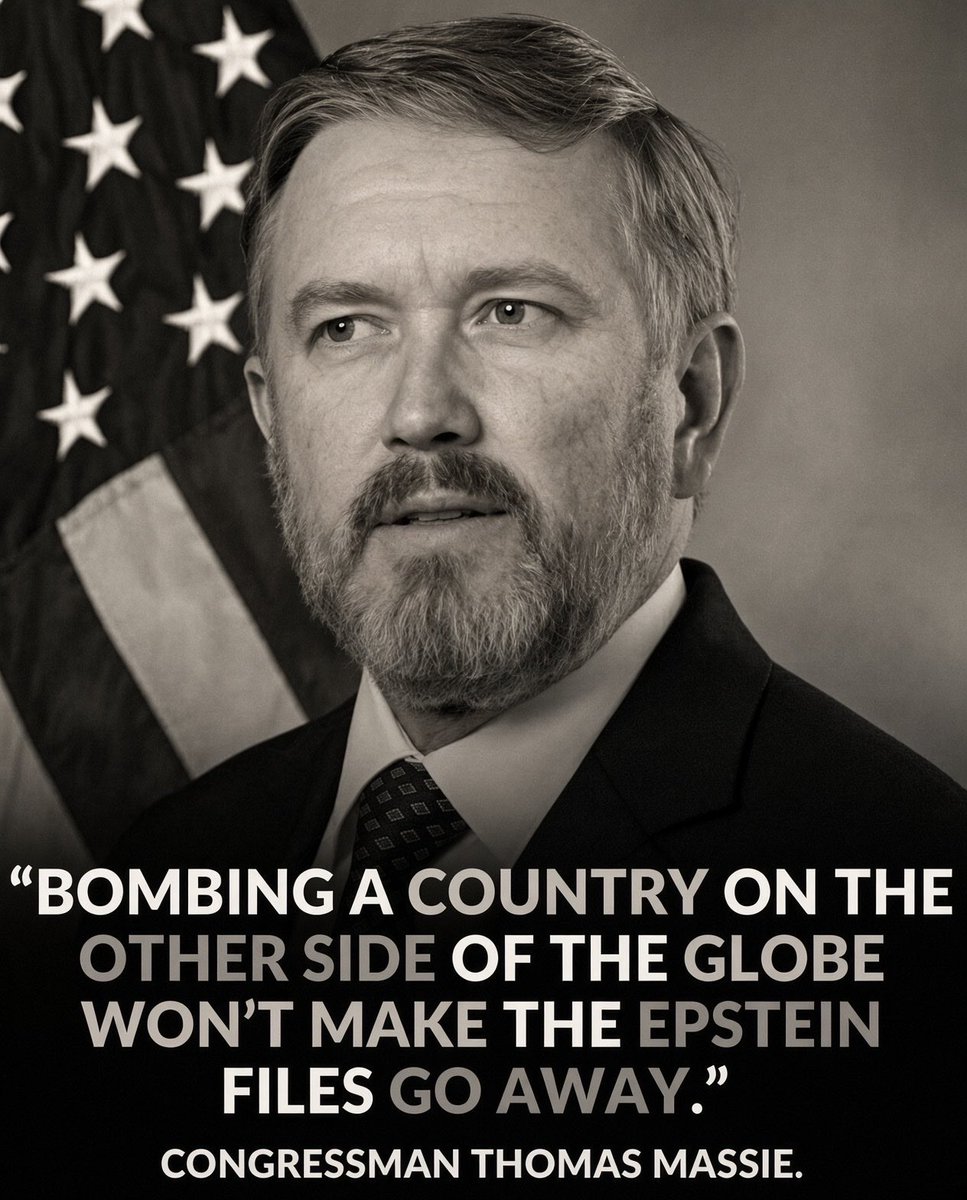 “BOMBING A COUNTRY ON THE
OTHER SIDE OF THE GLOBE
WON’T MAKE THE EPSTEIN
FILES GO AWAY.”
CONGRESSMAN THOMAS MASSIE.